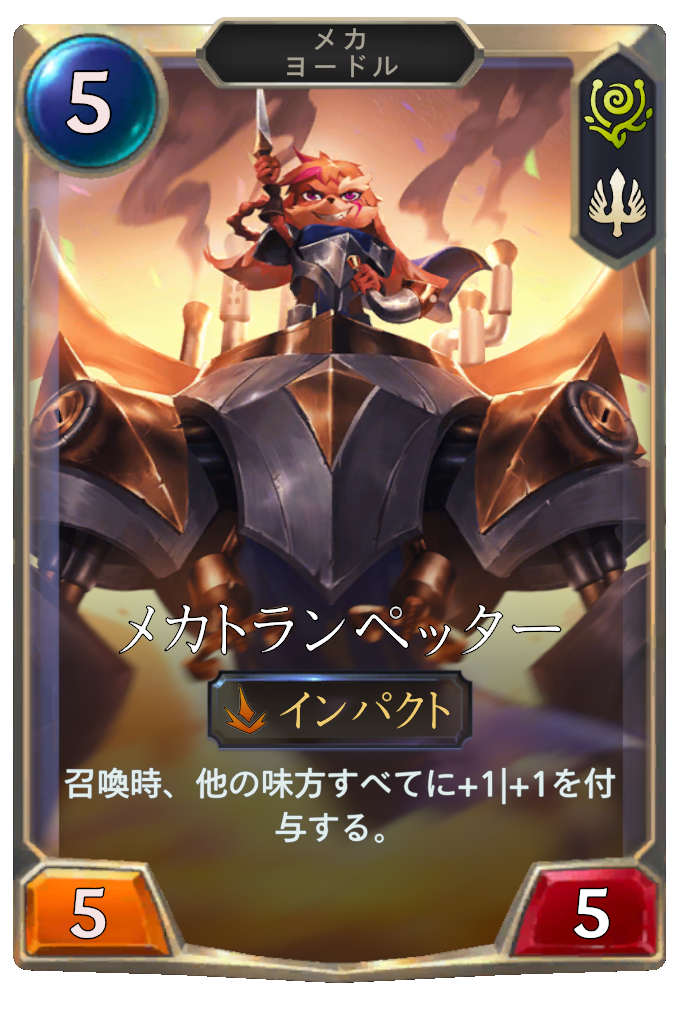 メカ
ヨードル
5
メカトランペッター
インパクト
召喚時、他の味方すべてに+1|+1を付
与する。
5
5